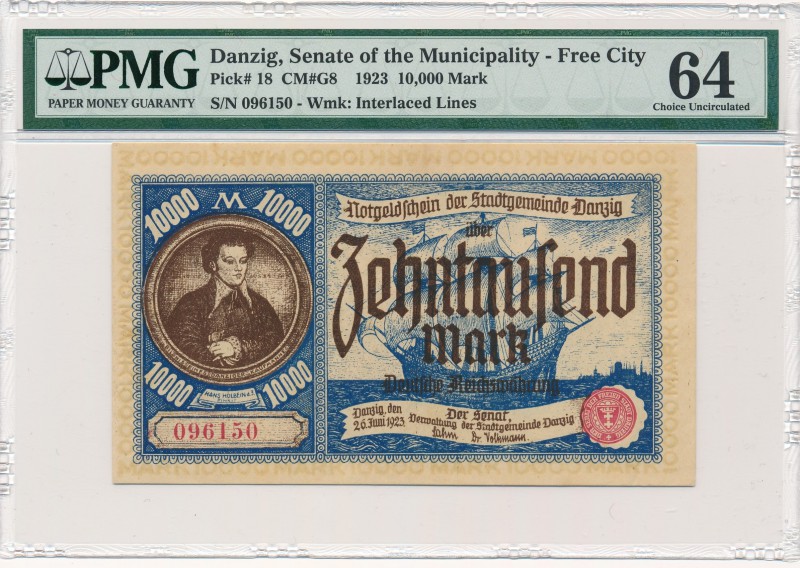 PMG
PAPER MONEY GUARANTY
Danzig, Senate of the Municipality - Free City
Pick# 18 CM#G8 1923 10,000 Mark
S/N 096150 - Wmk: Interlaced Lines
64
Choice Uncirculated
10000 M 10000
Notgeldschein der Stadtgemeinde Danzig
über
Zehntausend
mark
Deutsche Reichswährung
10000 10000
HANS HOLBEIN d.J.
096150
Danzig, den
26. Juni 1923
Der Senat,
Verwaltung der Stadtgemeinde Danzig
Dr. Volkmann.